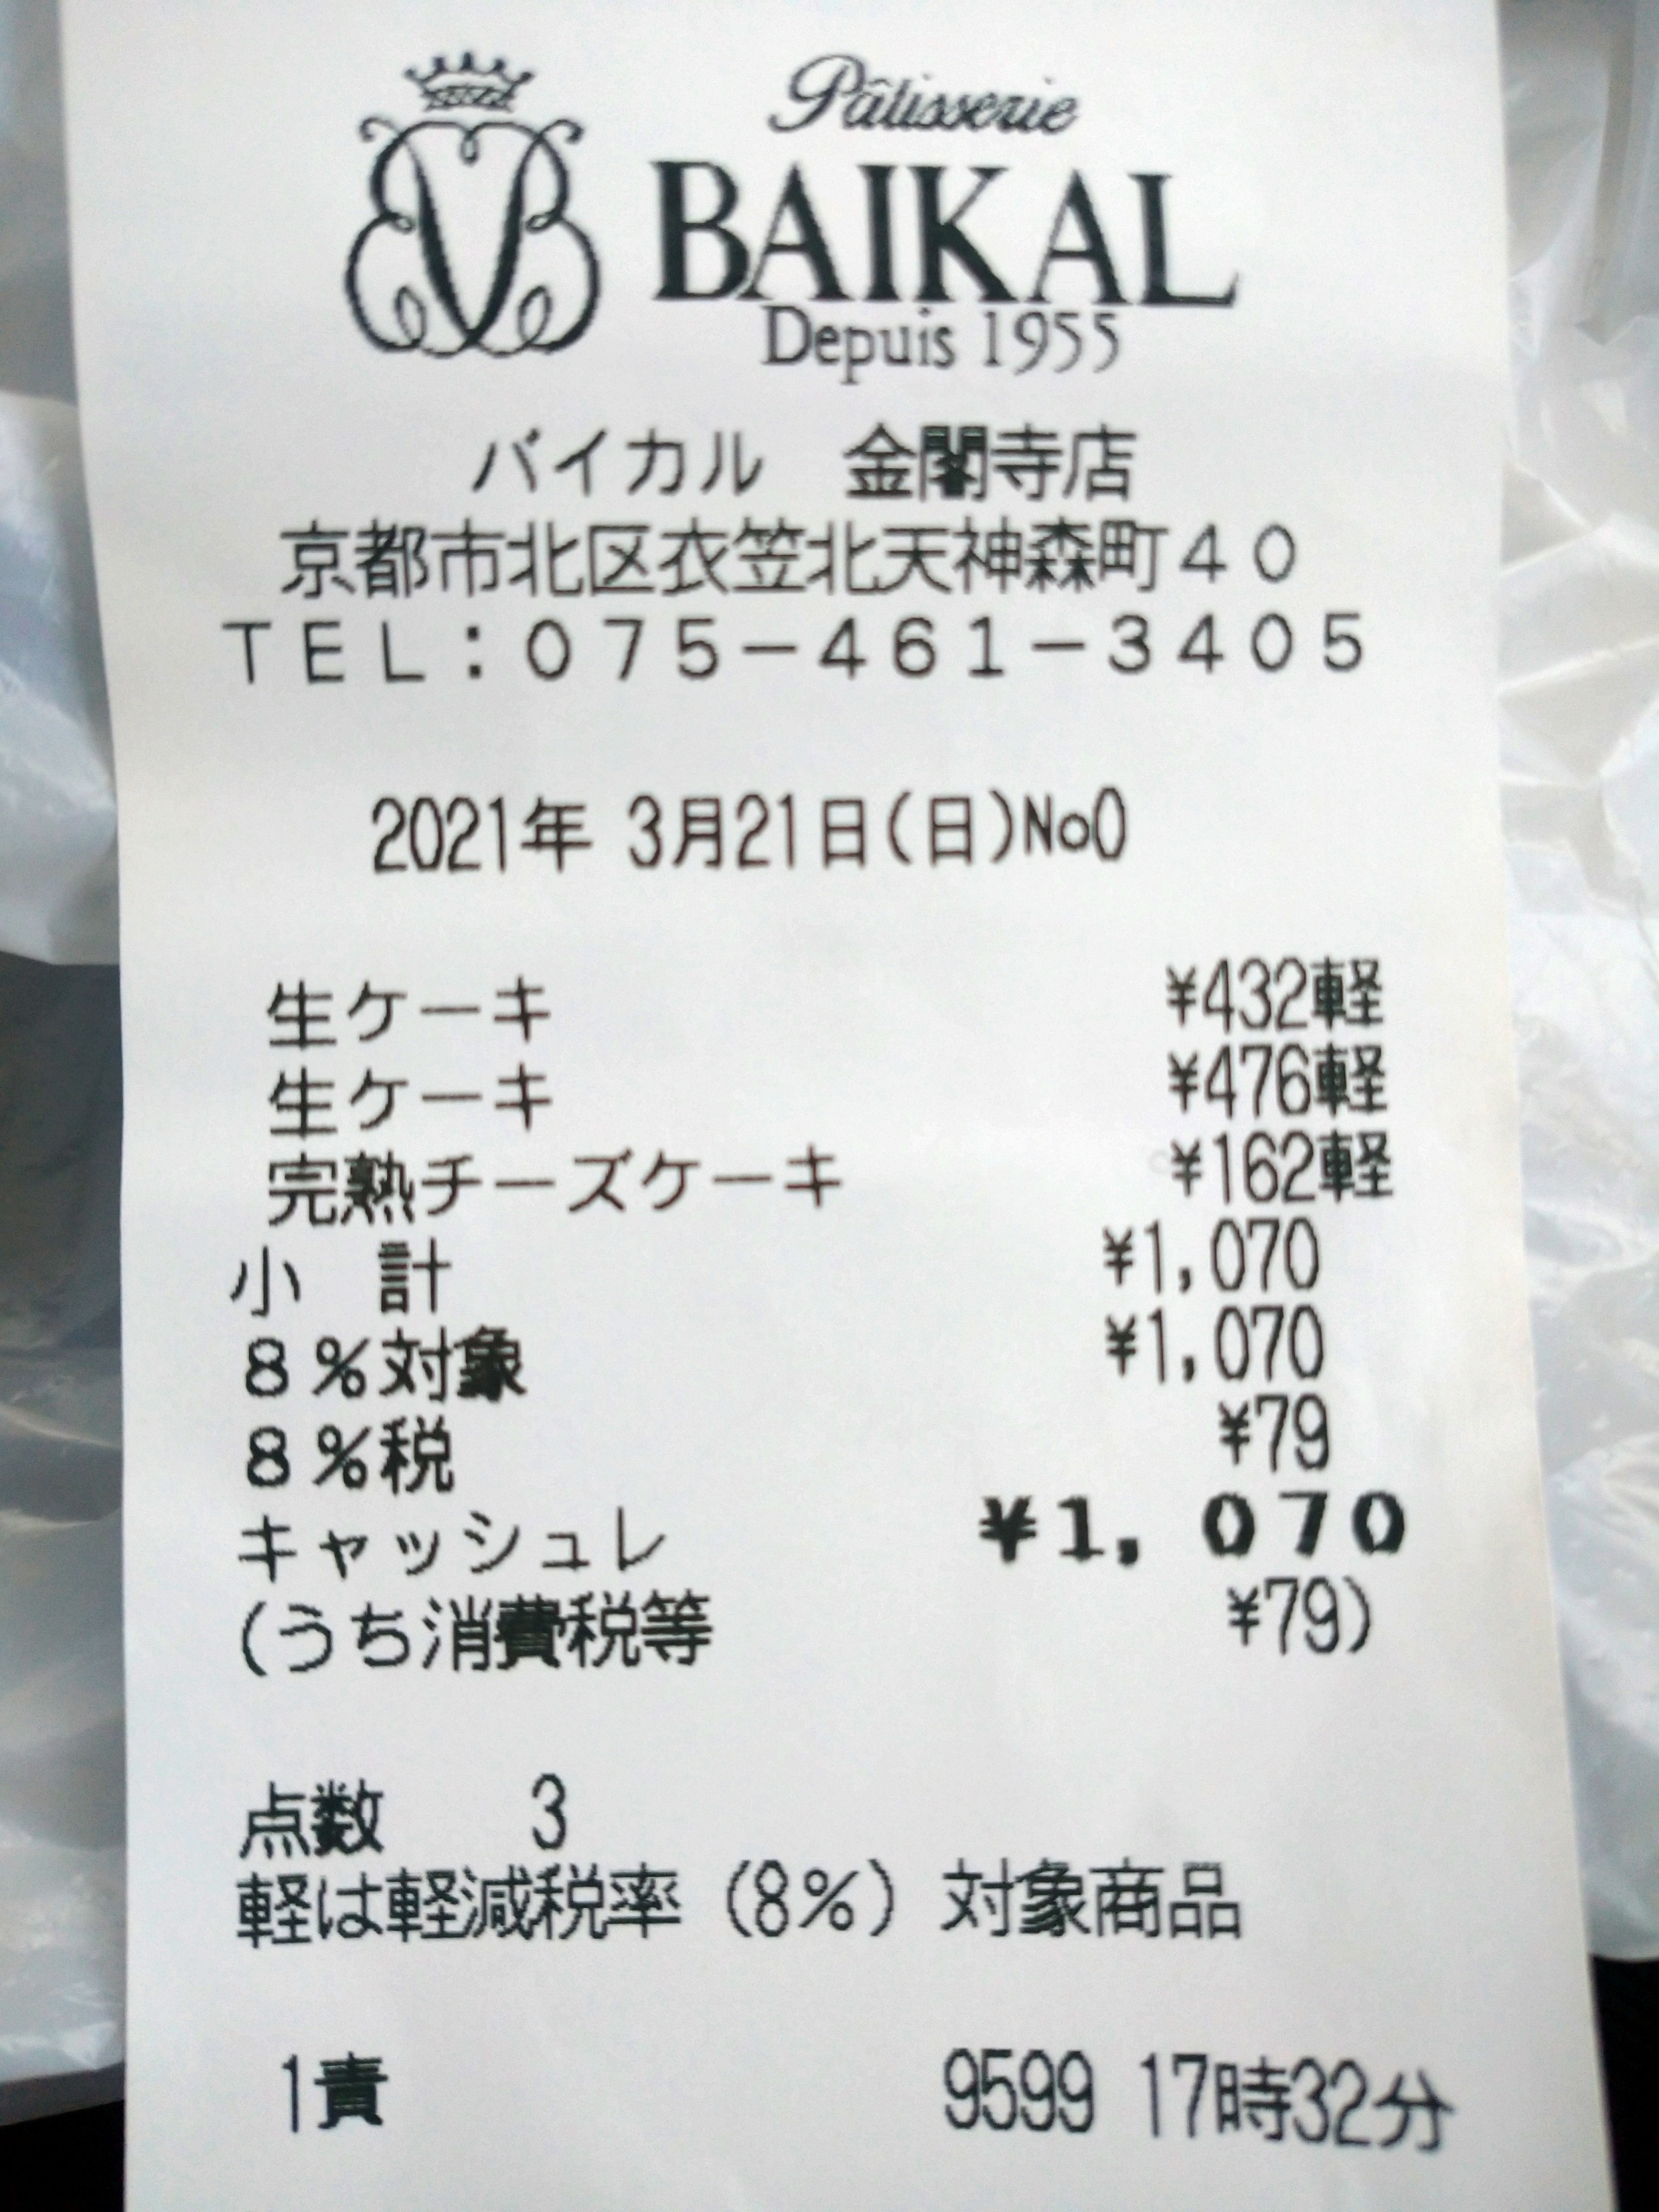 Pâtisserie
BAIKAL
Depuis 1955
バイカル　金閣寺店
京都市北区衣笠北天神森町４０
ＴＥＬ：０７５－４６１－３４０５
2021年 3月21日(日)No0
生ケーキ ¥432軽
生ケーキ ¥476軽
完熟チーズケーキ ¥162軽
小　計 ¥1,070
８％対象 ¥1,070
８％税 ¥79
キャッシュレ ¥1,070
(うち消費税等 ¥79)
点数 3
軽は軽減税率（8％）対象商品
1責 9599 17時32分